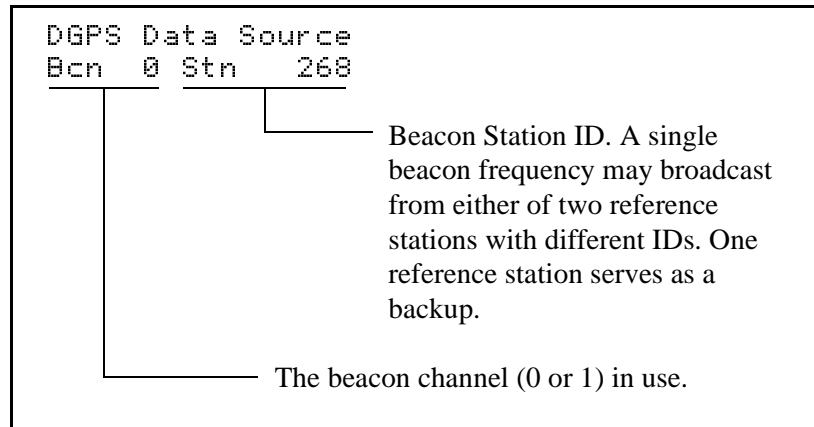 DGPS Data Source
Bcn 0 Stn 268
Beacon Station ID. A single
beacon frequency may broadcast
from either of two reference
stations with different IDs. One
reference station serves as a
backup.
The beacon channel (0 or 1) in use.